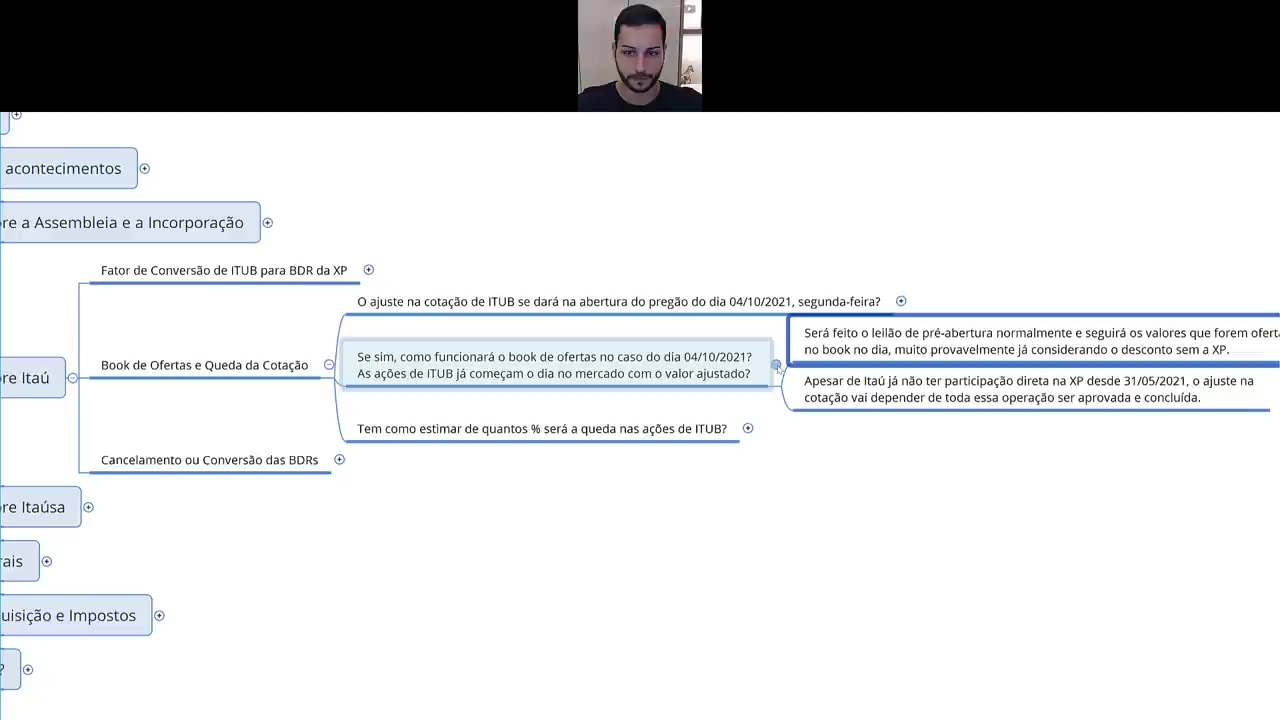 acontecimentos
re a Assembleia e a Incorporação
Fator de Conversão de ITUB para BDR da XP
O ajuste na cotação de ITUB se dará na abertura do pregão do dia 04/10/2021, segunda-feira?
Será feito o leilão de pré-abertura normalmente e seguirá os valores que forem oferta
no book no dia, muito provavelmente já considerando o desconto sem a XP.
Se sim, como funcionará o book de ofertas no caso do dia 04/10/2021?
As ações de ITUB já começam o dia no mercado com o valor ajustado?
Book de Ofertas e Queda da Cotação
re Itaú
Apesar de Itaú já não ter participação direta na XP desde 31/05/2021, o ajuste na
cotação vai depender de toda essa operação ser aprovada e concluída.
Tem como estimar de quantos % será a queda nas ações de ITUB?
Cancelamento ou Conversão das BDRs
re Itaúsa
rais
uisição e Impostos
?